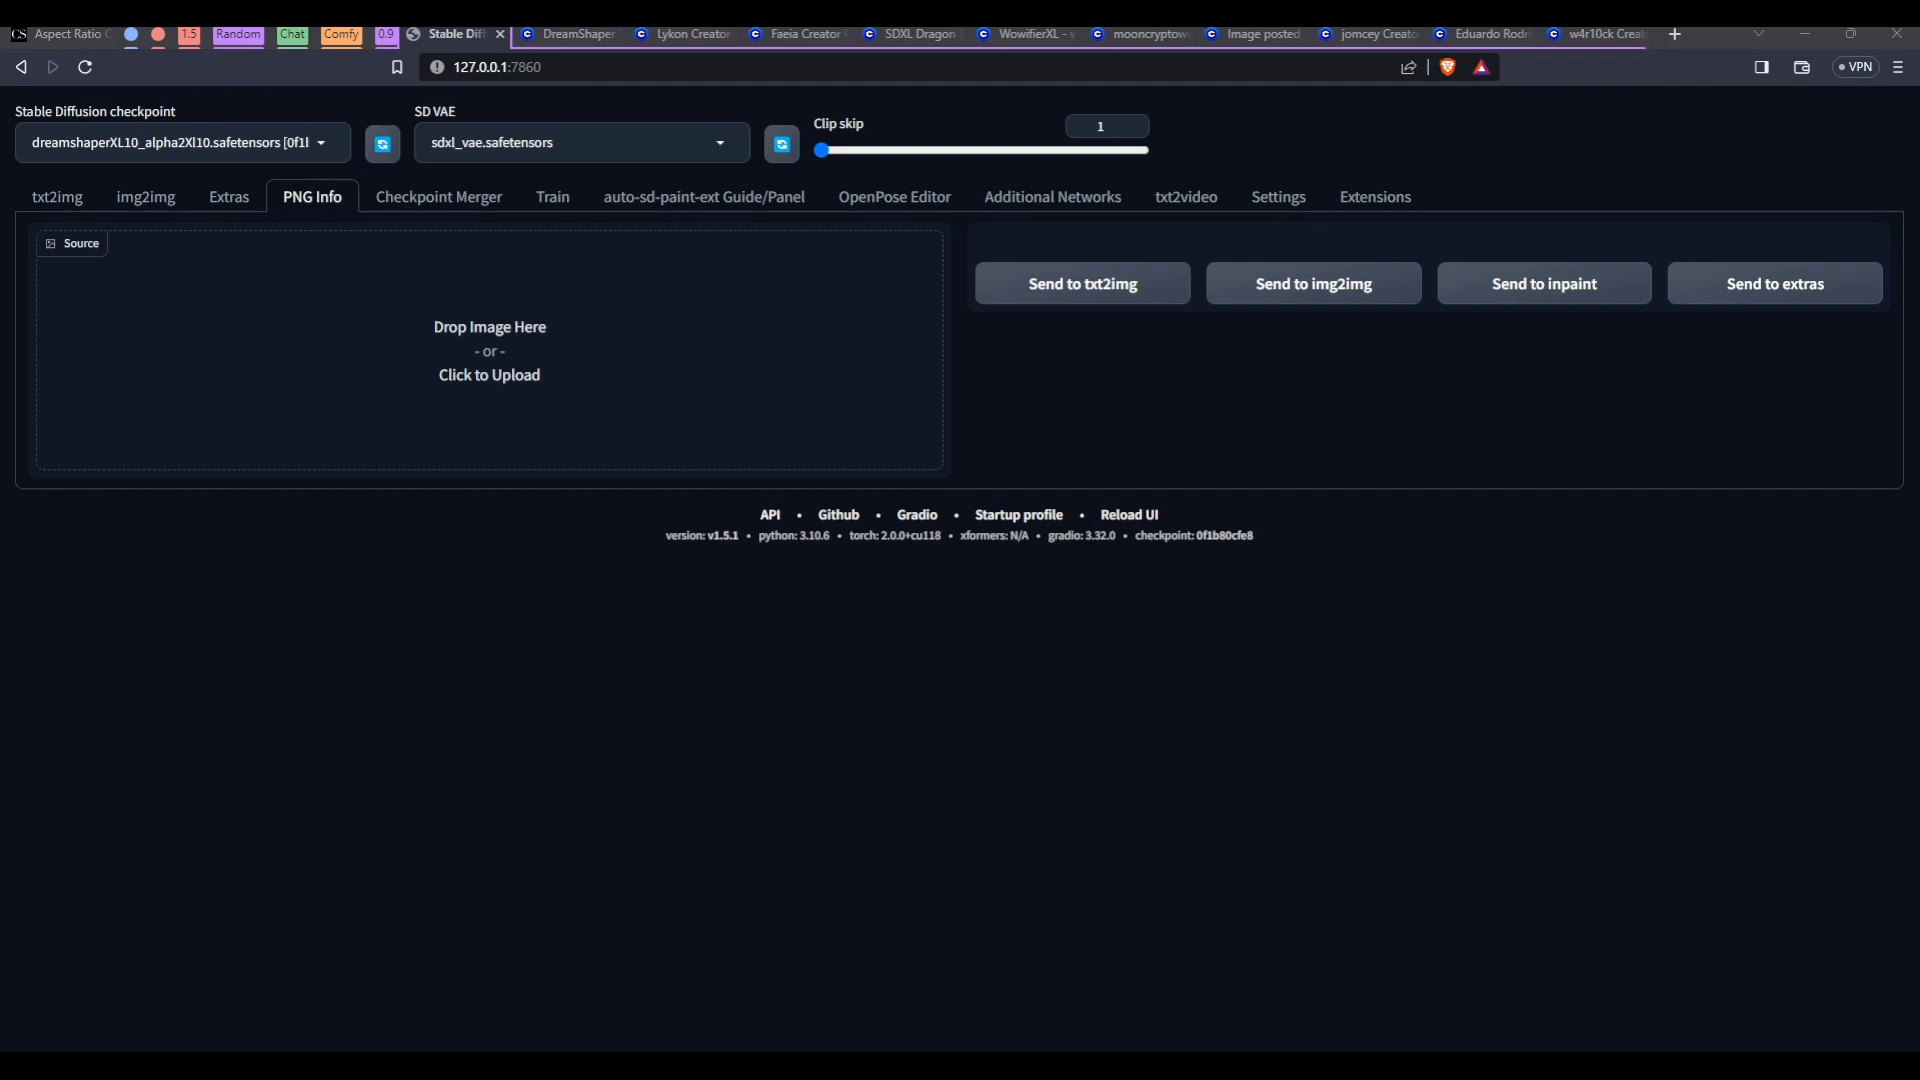 CS Aspect Ratio 1.5 Random Chat Comfy 0.9 Stable Diff DreamShaper Lykon Creator Faeia Creator SDXL Dragon WowifierXL - mooncryptow Image posted jomcey Creato Eduardo Rodri w4r10ck Creat
127.0.0.1:7860 VPN
Stable Diffusion checkpoint SD VAE Clip skip 1
dreamshaperXL10_alpha2Xl10.safetensors [0f1l sdxl_vae.safetensors
txt2img img2img Extras PNG Info Checkpoint Merger Train auto-sd-paint-ext Guide/Panel OpenPose Editor Additional Networks txt2video Settings Extensions
Source
Send to txt2img Send to img2img Send to inpaint Send to extras
Drop Image Here
- or -
Click to Upload
API • Github • Gradio • Startup profile • Reload UI
version: v1.5.1 • python: 3.10.6 • torch: 2.0.0+cu118 • xformers: N/A • gradio: 3.32.0 • checkpoint: 0f1b80cfe8